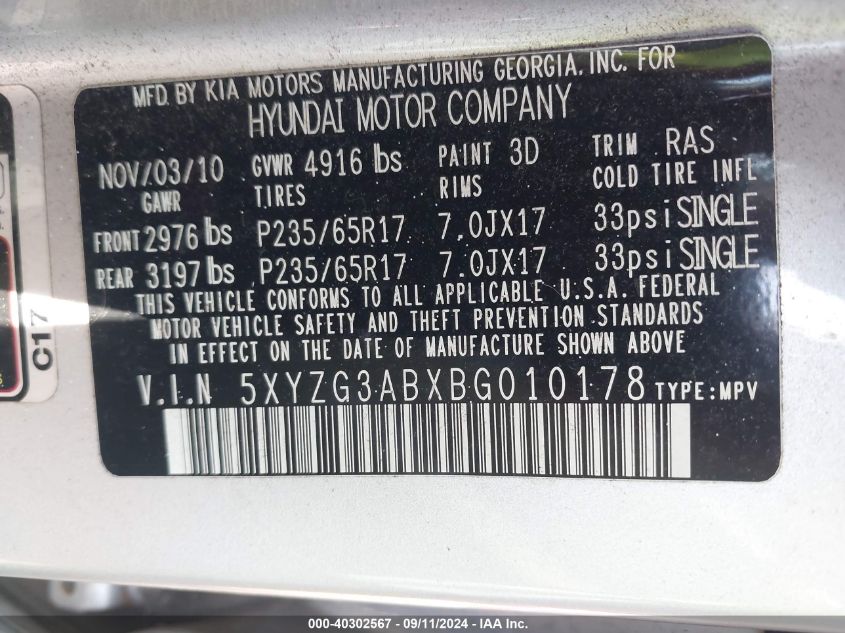 MFD. BY KIA MOTORS MANUFACTURING GEORGIA, INC. FOR
HYUNDAI MOTOR COMPANY
NOV/03/10 GVWR 4916 lbs PAINT 3D TRIM RAS
GAWR TIRES RIMS COLD TIRE INFL
FRONT 2976 lbs P235/65R17 7.0JX17 33psi SINGLE
REAR 3197 lbs P235/65R17 7.0JX17 33psi SINGLE
THIS VEHICLE CONFORMS TO ALL APPLICABLE U.S.A. FEDERAL
MOTOR VEHICLE SAFETY AND THEFT PREVENTION STANDARDS
IN EFFECT ON THE DATE OF MANUFACTURE SHOWN ABOVE
V.I.N 5XYZG3ABXBG010178 TYPE:MPV
C17
000-40302567 - 09/11/2024 - IAA Inc.